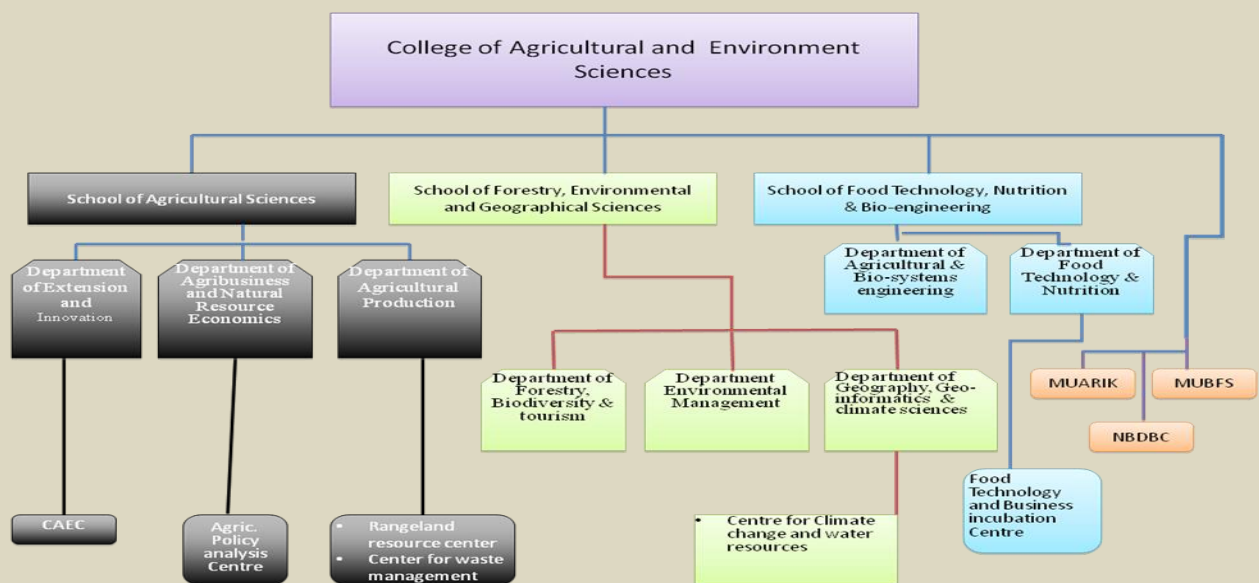 College of Agricultural and Environment
Sciences
School of Agricultural Sciences
School of Forestry, Environmental
and Geographical Sciences
School of Food Technology, Nutrition
& Bio-engineering
Department
of Extension
and
Innovation
Department of
Agribusiness
and Natural
Resource
Economics
Department of
Agricultural
Production
Department of
Agricultural &
Bio-systems
engineering
Department of
Food
Technology &
Nutrition
Department of
Forestry,
Biodiversity &
tourism
Department
Environmental
Management
Department of
Geography, Geo-
informatics &
climate sciences
MUARIK
MUBFS
NBDBC
CAEC
Agric.
Policy
analysis
Centre
• Rangeland
resource center
• Center for waste
management
• Centre for Climate
change and water
resources
Food
Technology
and Business
incubation
Centre